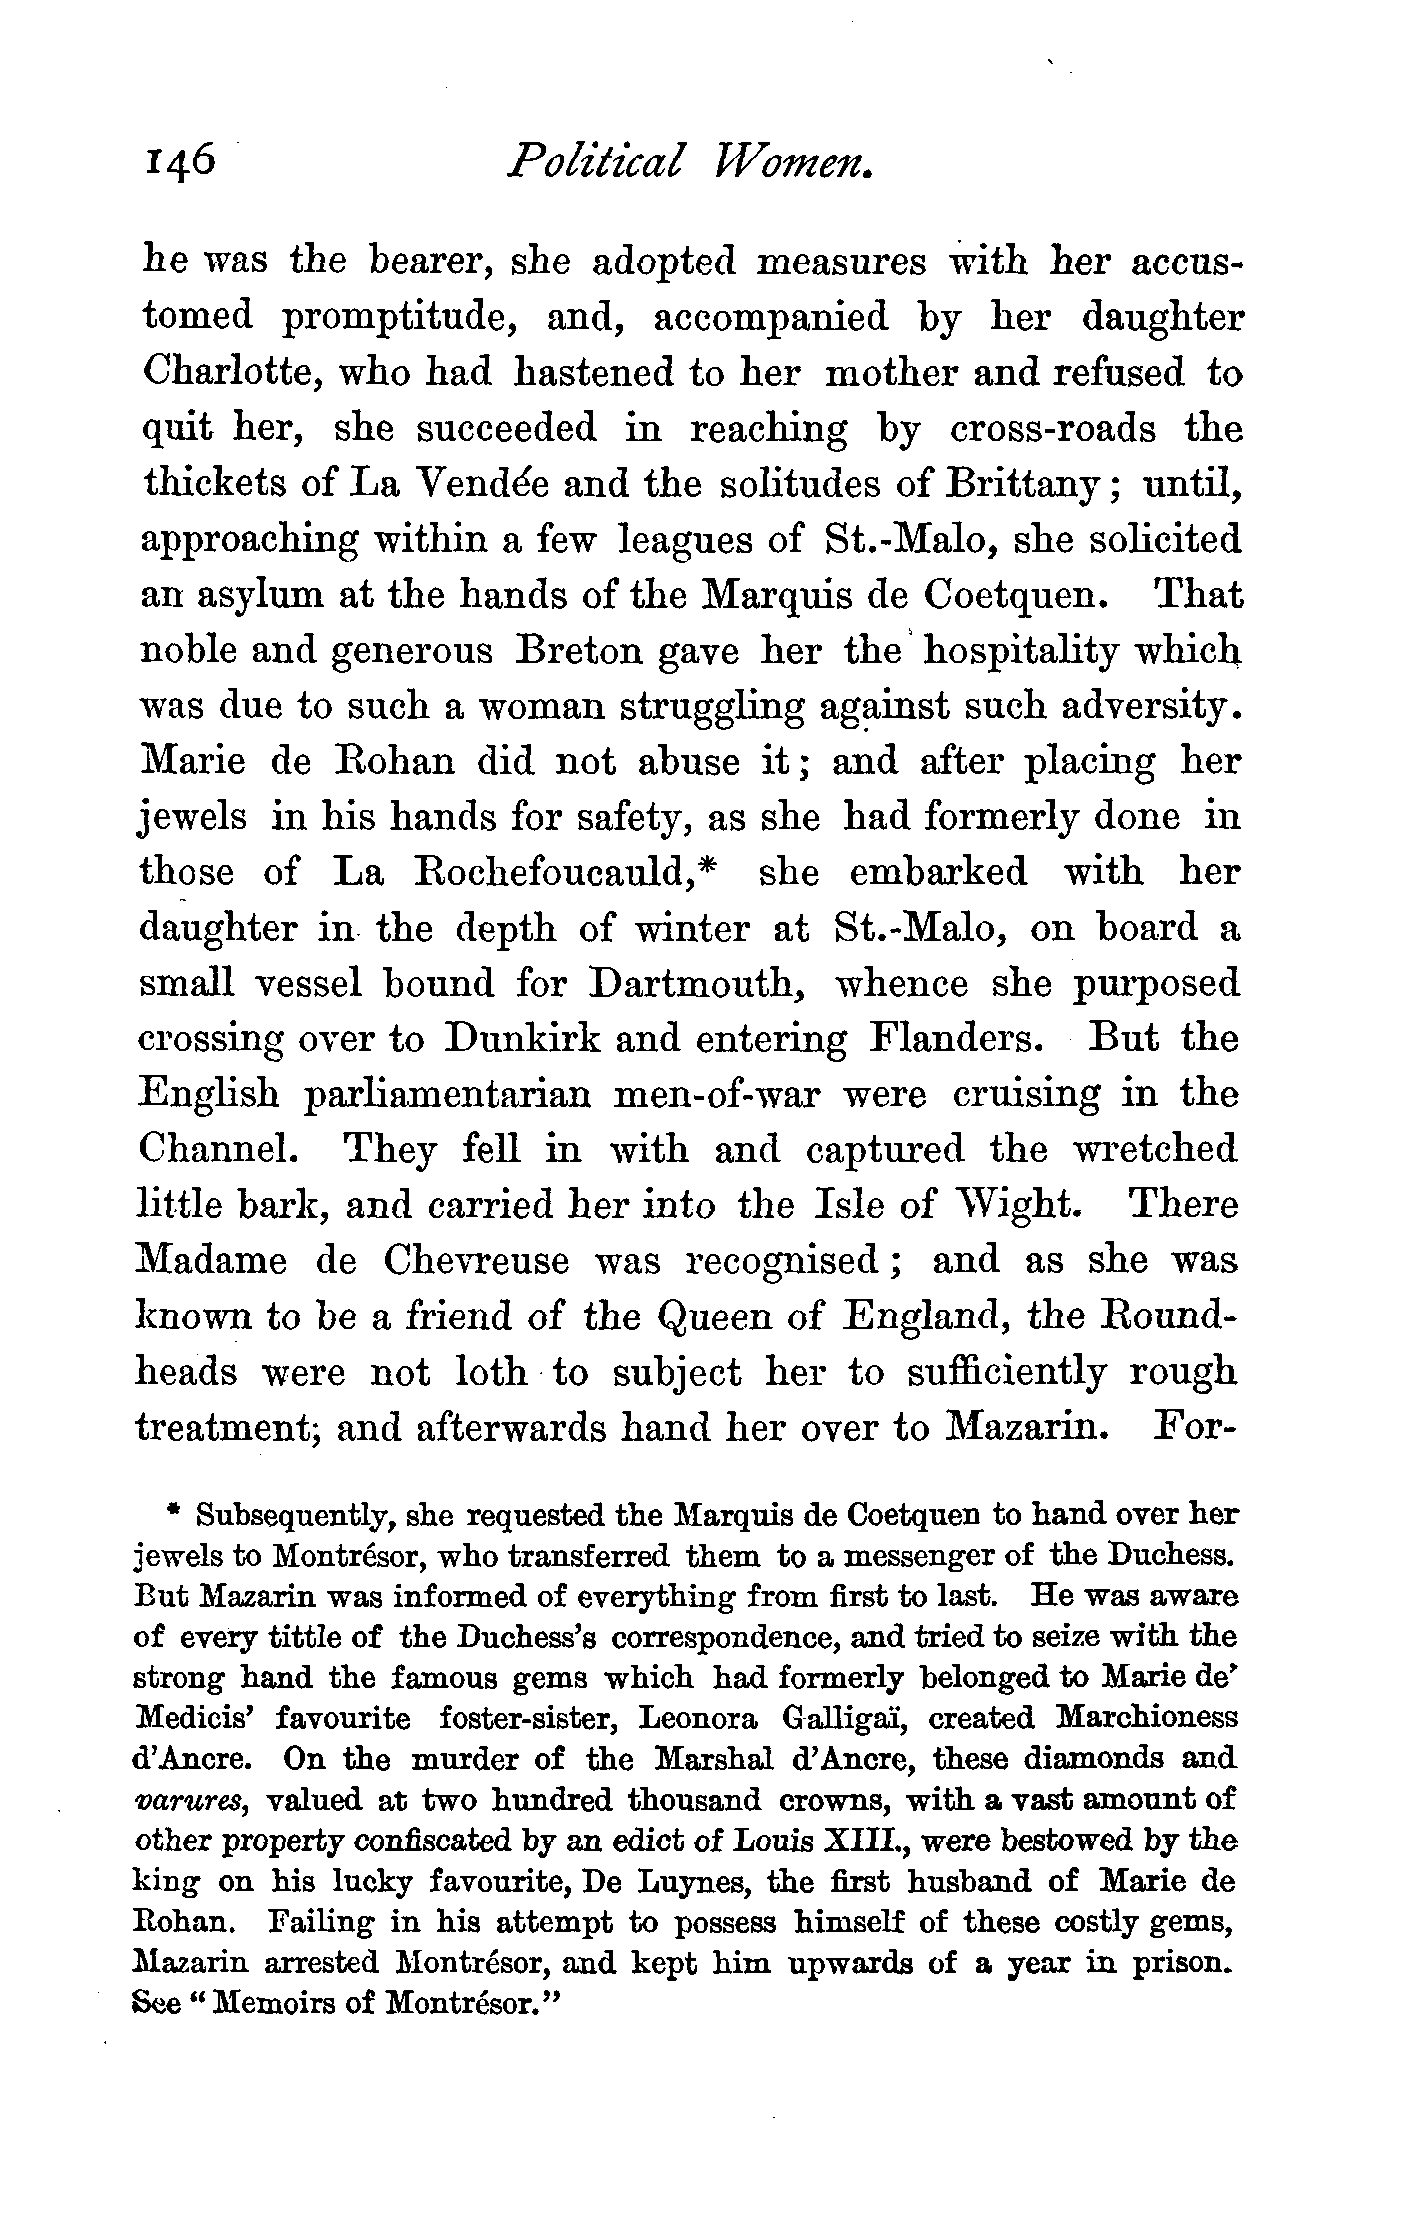 146 Political Women.
he was the bearer, she adopted measures with her accus-
tomed promptitude, and, accompanied by her daughter
Charlotte, who had hastened to her mother and refused to
quit her, she succeeded in reaching by cross-roads the
thickets of La Vendée and the solitudes of Brittany; until,
approaching within a few leagues of St.-Malo, she solicited
an asylum at the hands of the Marquis de Coetquen. That
noble and generous Breton gave her the hospitality which
was due to such a woman struggling against such adversity.
Marie de Rohan did not abuse it; and after placing her
jewels in his hands for safety, as she had formerly done in
those of La Rochefoucauld,* she embarked with her
daughter in the depth of winter at St.-Malo, on board a
small vessel bound for Dartmouth, whence she purposed
crossing over to Dunkirk and entering Flanders. But the
English parliamentarian men-of-war were cruising in the
Channel. They fell in with and captured the wretched
little bark, and carried her into the Isle of Wight. There
Madame de Chevreuse was recognised; and as she was
known to be a friend of the Queen of England, the Round-
heads were not loth to subject her to sufficiently rough
treatment; and afterwards hand her over to Mazarin. For-
* Subsequently, she requested the Marquis de Coetquen to hand over her
jewels to Montrésor, who transferred them to a messenger of the Duchess.
But Mazarin was informed of everything from first to last. He was aware
of every tittle of the Duchess's correspondence, and tried to seize with the
strong hand the famous gems which had formerly belonged to Marie de'
Medicis' favourite foster-sister, Leonora Galligaï, created Marchioness
d'Ancre. On the murder of the Marshal d'Ancre, these diamonds and
varures, valued at two hundred thousand crowns, with a vast amount of
other property confiscated by an edict of Louis XIII., were bestowed by the
king on his lucky favourite, De Luynes, the first husband of Marie de
Rohan. Failing in his attempt to possess himself of these costly gems,
Mazarin arrested Montrésor, and kept him upwards of a year in prison.
See "Memoirs of Montrésor."